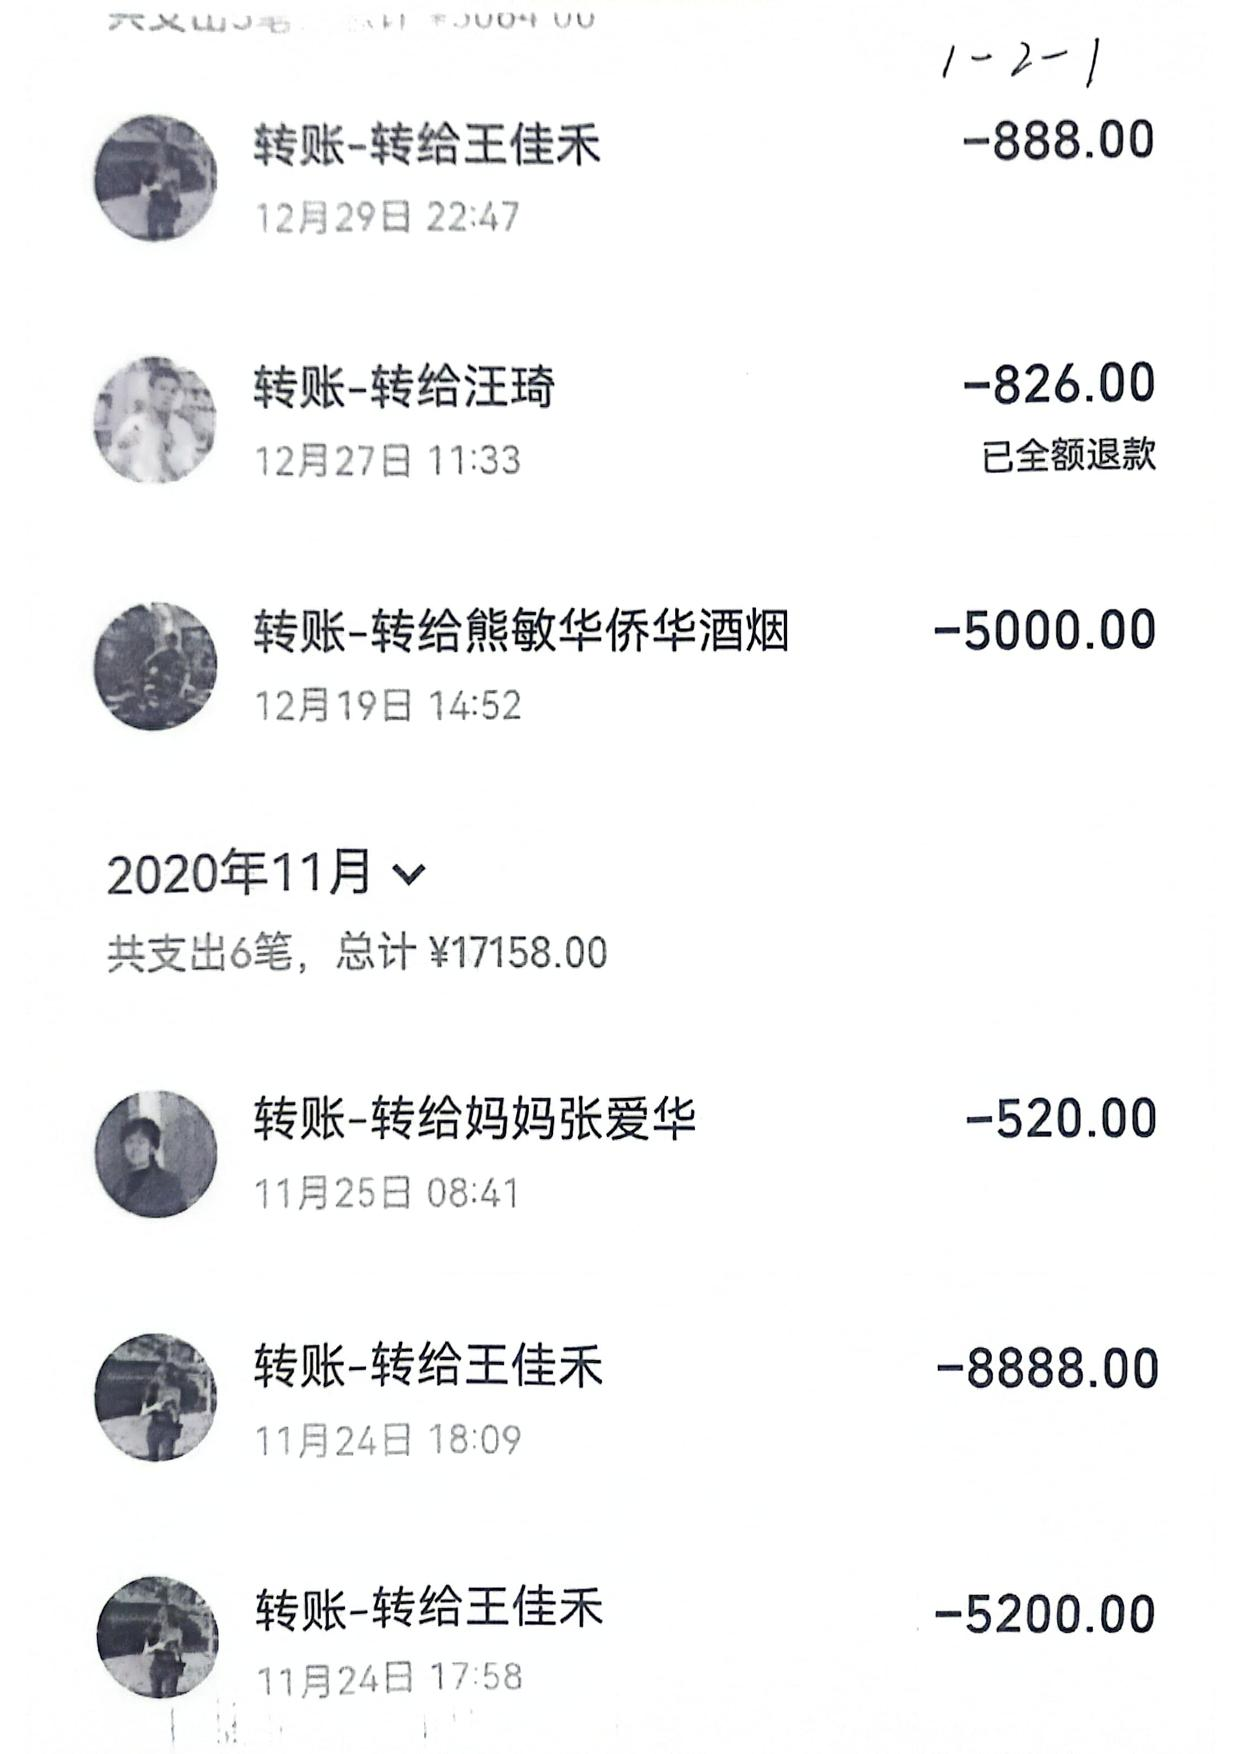 1-2-1
转账-转给王佳禾
-888.00
12月29日 22:47
转账-转给汪琦
-826.00
12月27日 11:33
已全额退款
转账-转给熊敏华侨华酒烟
-5000.00
12月19日 14:52
2020年11月
共支出6笔，总计 ¥17158.00
转账-转给妈妈张爱华
-520.00
11月25日 08:41
转账-转给王佳禾
-8888.00
11月24日 18:09
转账-转给王佳禾
-5200.00
11月24日 17:58